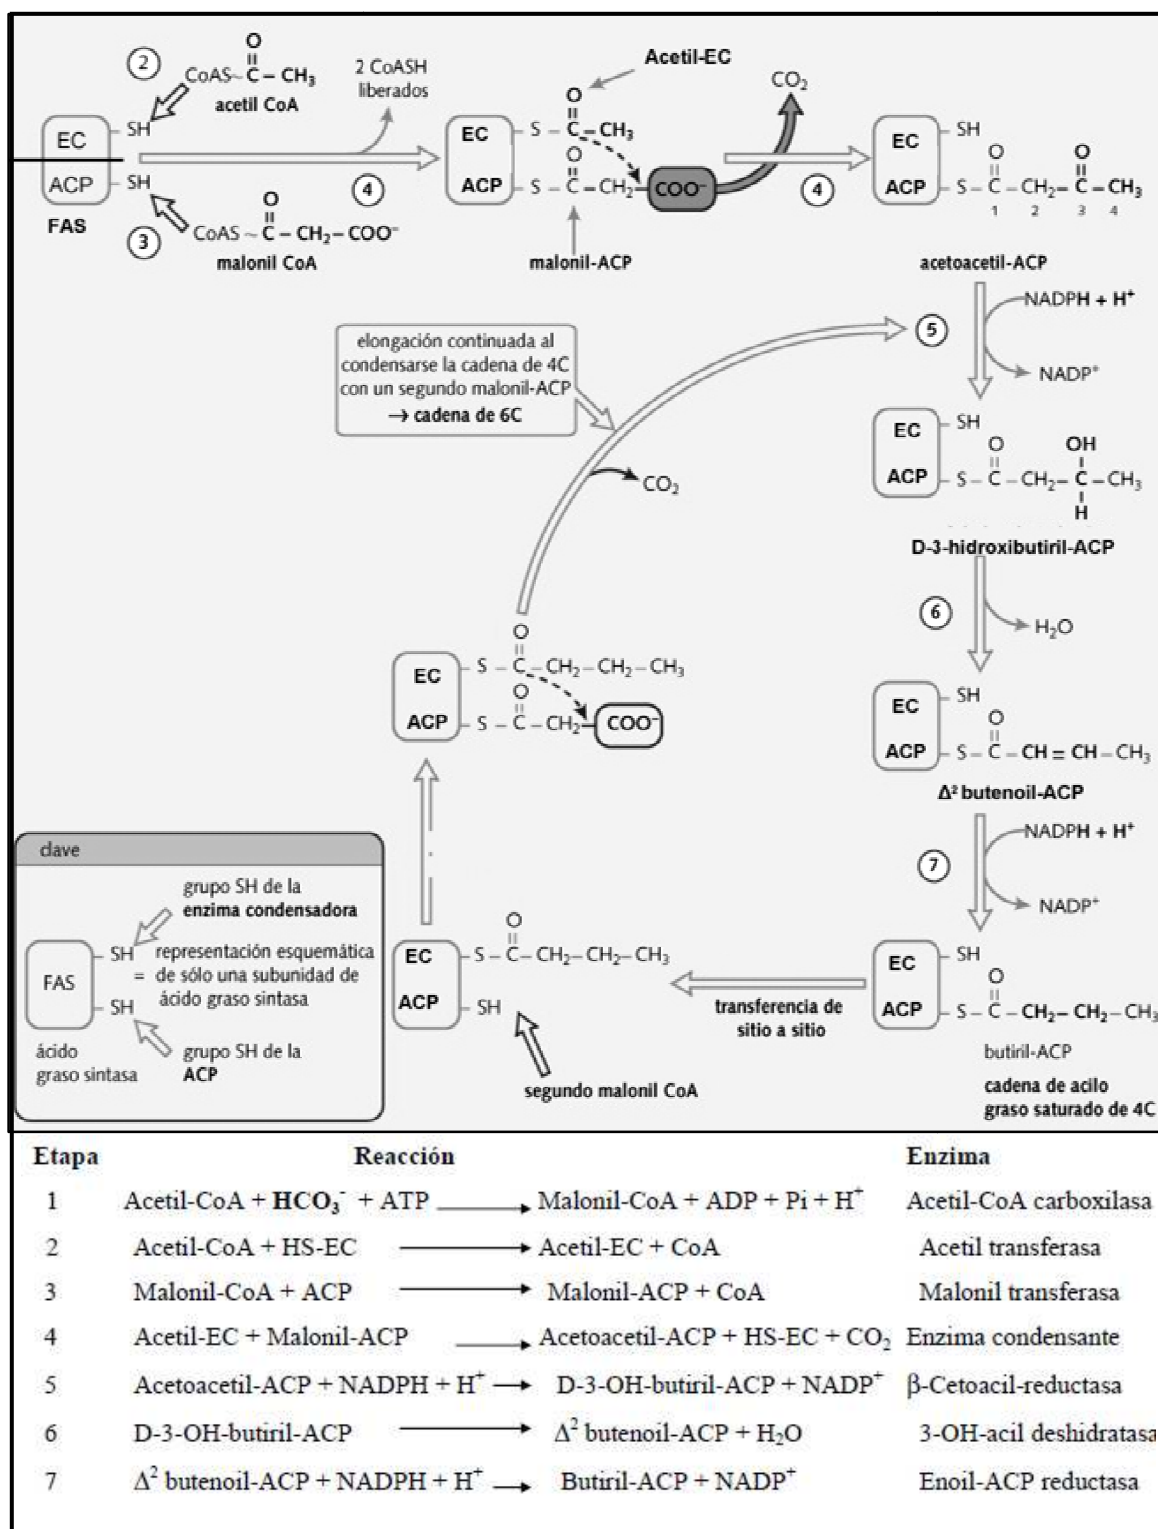 2
O
||
CoAS~C – CH₃
acetil CoA
2 CoASH
liberados
Acetil-EC
CO₂
EC
ACP
SH
SH
FAS
4
3
O
||
CoAS ~ C – CH₂– COO⁻
malonil CoA
EC
ACP
O
||
S – C – CH₃
O
||
S – C – CH₂– COO⁻
malonil-ACP
4
EC
ACP
SH
O O
|| ||
S – C – CH₂– C – CH₃
1 2 3 4
acetoacetil-ACP
5
NADPH + H⁺
NADP⁺
elongación continuada al
condensarse la cadena de 4C
con un segundo malonil-ACP
→ cadena de 6C
CO₂
EC
ACP
SH
O OH
|| |
S – C – CH₂– C – CH₃
|
H
D-3-hidroxibutiril-ACP
6
H₂O
EC
ACP
O
||
S – C – CH₂– CH₂– CH₃
O
||
S – C – CH₂– COO⁻
EC
ACP
SH
O
||
S – C – CH = CH – CH₃
Δ² butenoil-ACP
7
NADPH + H⁺
NADP⁺
clave
grupo SH de la
enzima condensadora
FAS
SH
SH
= representación esquemática
de sólo una subunidad de
ácido graso sintasa
ácido
graso sintasa
grupo SH de la
ACP
EC
ACP
O
||
S – C – CH₂– CH₂– CH₃
SH
segundo malonil CoA
transferencia de
sitio a sitio
EC
ACP
SH
O
||
S – C – CH₂– CH₂– CH₃
butiril-ACP
cadena de acilo
graso saturado de 4C
Etapa Reacción Enzima
1 Acetil-CoA + HCO₃⁻ + ATP ⟶ Malonil-CoA + ADP + Pi + H⁺ Acetil-CoA carboxilasa
2 Acetil-CoA + HS-EC ⟶ Acetil-EC + CoA Acetil transferasa
3 Malonil-CoA + ACP ⟶ Malonil-ACP + CoA Malonil transferasa
4 Acetil-EC + Malonil-ACP ⟶ Acetoacetil-ACP + HS-EC + CO₂ Enzima condensante
5 Acetoacetil-ACP + NADPH + H⁺ ⟶ D-3-OH-butiril-ACP + NADP⁺ β-Cetoacil-reductasa
6 D-3-OH-butiril-ACP ⟶ Δ² butenoil-ACP + H₂O 3-OH-acil deshidratasa
7 Δ² butenoil-ACP + NADPH + H⁺ ⟶ Butiril-ACP + NADP⁺ Enoil-ACP reductasa